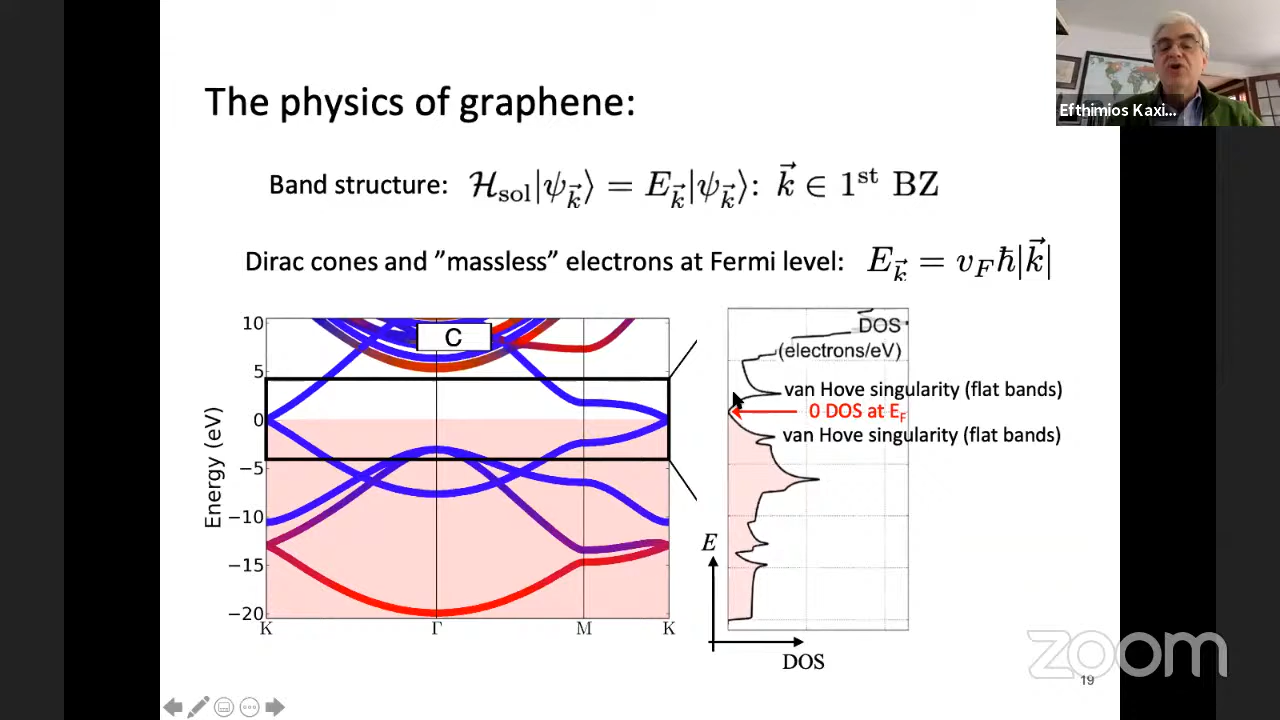 The physics of graphene:
Efthimios Kaxi...
Band structure: ℋ_sol|ψ_k⃗⟩ = E_k⃗|ψ_k⃗⟩: k⃗ ∈ 1ˢᵗ BZ
Dirac cones and ”massless” electrons at Fermi level: E_k⃗ = v_F ħ|k⃗|
10
5
0
−5
−10
−15
−20
Energy (eV)
C
K
Γ
M
K
DOS
(electrons/eV)
van Hove singularity (flat bands)
0 DOS at E_F
van Hove singularity (flat bands)
E
DOS
zoom
19